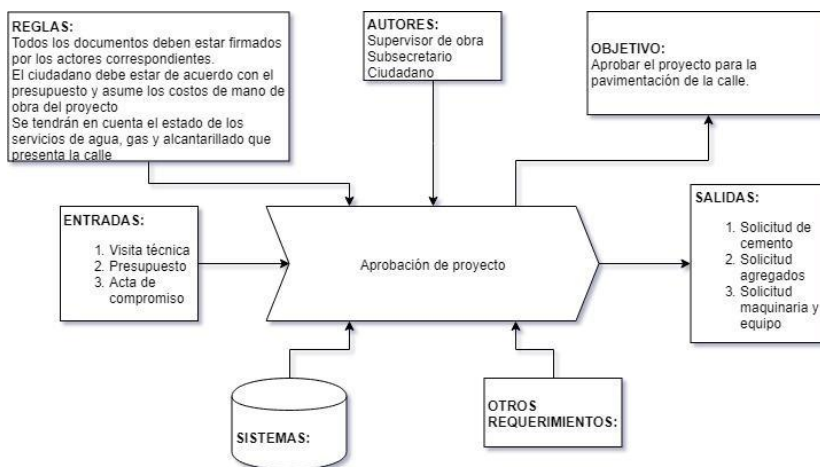 REGLAS:
Todos los documentos deben estar firmados
por los actores correspondientes.
El ciudadano debe estar de acuerdo con el
presupuesto y asume los costos de mano de
obra del proyecto
Se tendrán en cuenta el estado de los
servicios de agua, gas y alcantarillado que
presenta la calle
AUTORES:
Supervisor de obra
Subsecretario
Ciudadano
OBJETIVO:
Aprobar el proyecto para la
pavimentación de la calle.
ENTRADAS:
1. Visita técnica
2. Presupuesto
3. Acta de
compromiso
Aprobación de proyecto
SALIDAS:
1. Solicitud de
cemento
2. Solicitud
agregados
3. Solicitud
maquinaria y
equipo
SISTEMAS:
OTROS
REQUERIMIENTOS: